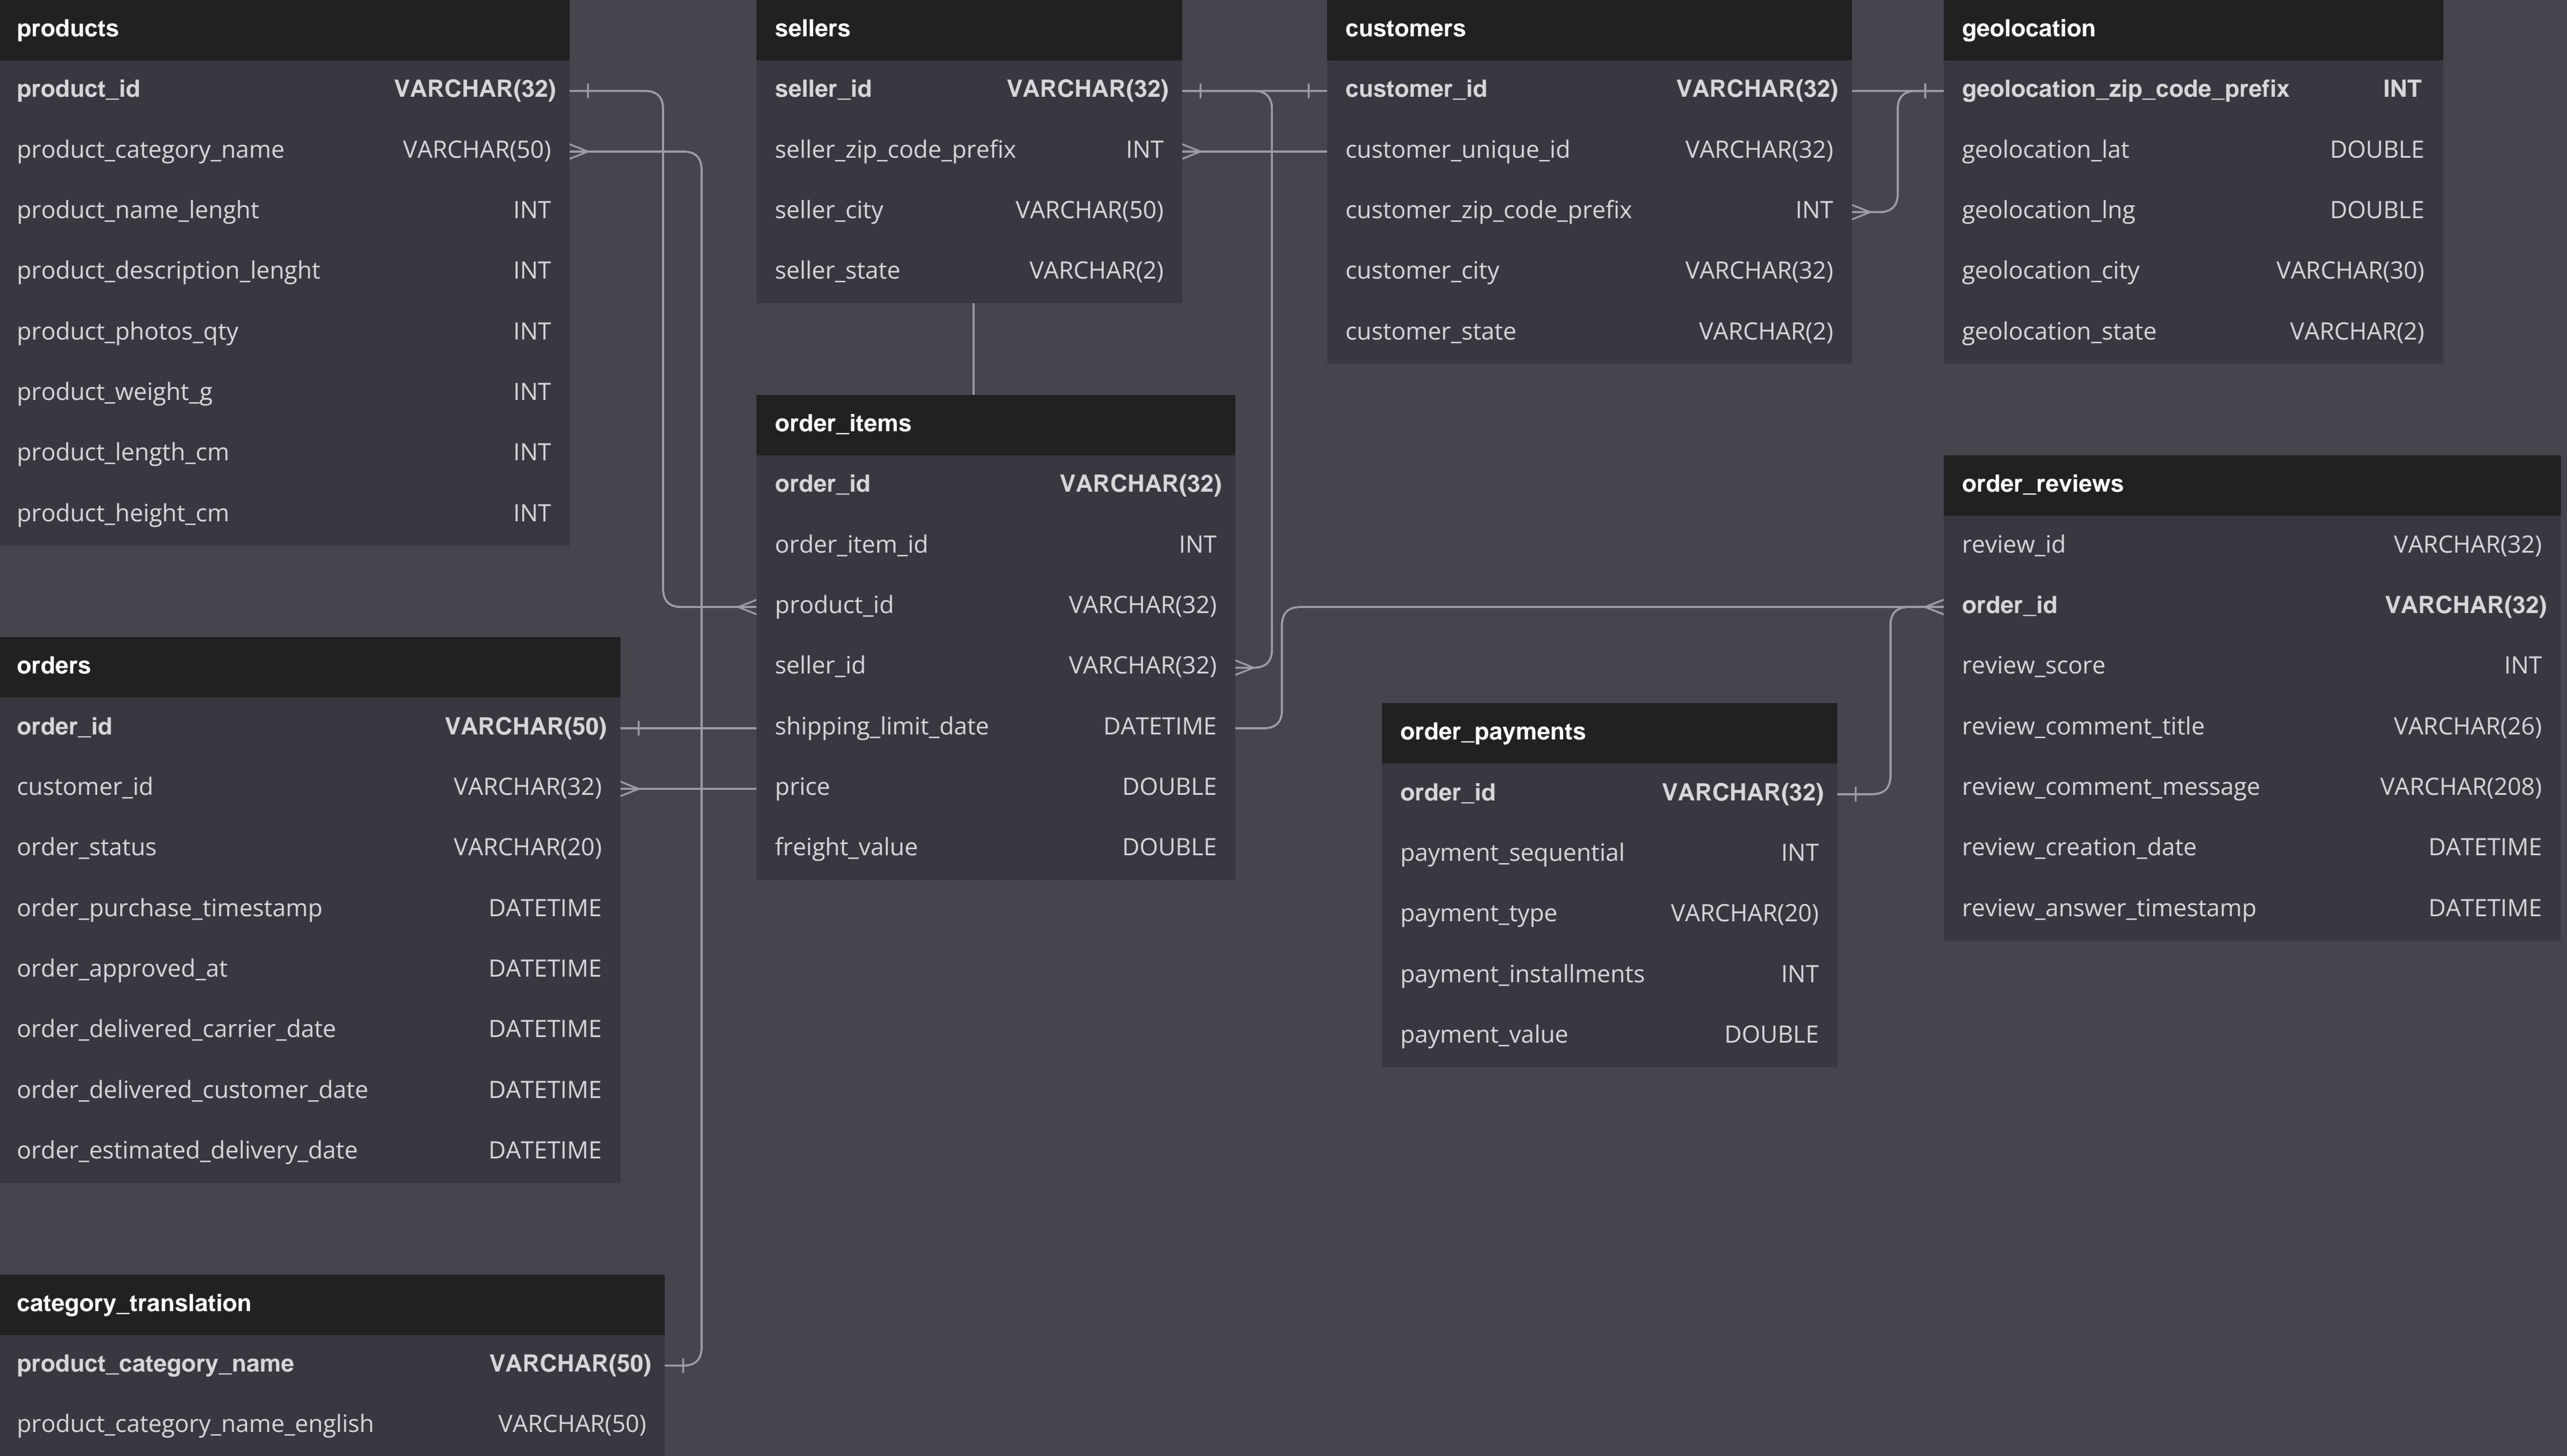 products
product_id VARCHAR(32)
product_category_name VARCHAR(50)
product_name_lenght INT
product_description_lenght INT
product_photos_qty INT
product_weight_g INT
product_length_cm INT
product_height_cm INT
sellers
seller_id VARCHAR(32)
seller_zip_code_prefix INT
seller_city VARCHAR(50)
seller_state VARCHAR(2)
customers
customer_id VARCHAR(32)
customer_unique_id VARCHAR(32)
customer_zip_code_prefix INT
customer_city VARCHAR(32)
customer_state VARCHAR(2)
geolocation
geolocation_zip_code_prefix INT
geolocation_lat DOUBLE
geolocation_lng DOUBLE
geolocation_city VARCHAR(30)
geolocation_state VARCHAR(2)
order_items
order_id VARCHAR(32)
order_item_id INT
product_id VARCHAR(32)
seller_id VARCHAR(32)
shipping_limit_date DATETIME
price DOUBLE
freight_value DOUBLE
order_reviews
review_id VARCHAR(32)
order_id VARCHAR(32)
review_score INT
review_comment_title VARCHAR(26)
review_comment_message VARCHAR(208)
review_creation_date DATETIME
review_answer_timestamp DATETIME
orders
order_id VARCHAR(50)
customer_id VARCHAR(32)
order_status VARCHAR(20)
order_purchase_timestamp DATETIME
order_approved_at DATETIME
order_delivered_carrier_date DATETIME
order_delivered_customer_date DATETIME
order_estimated_delivery_date DATETIME
order_payments
order_id VARCHAR(32)
payment_sequential INT
payment_type VARCHAR(20)
payment_installments INT
payment_value DOUBLE
category_translation
product_category_name VARCHAR(50)
product_category_name_english VARCHAR(50)